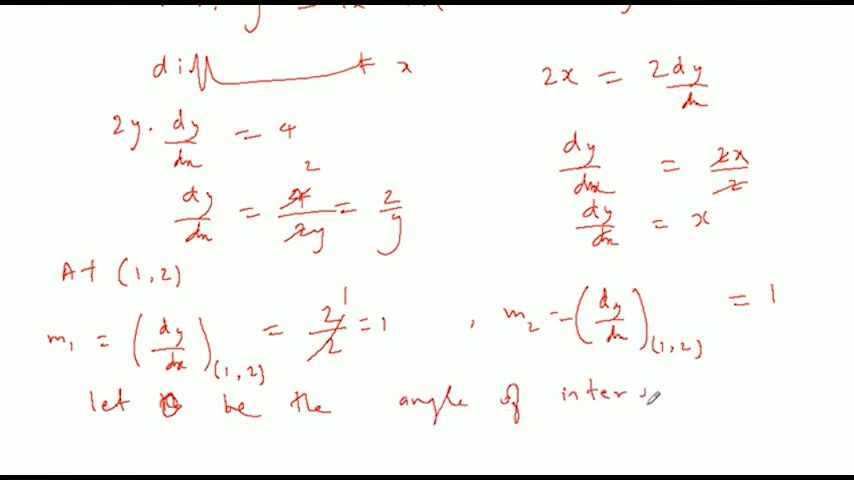 diff x
2x = 2dy/dx
2y. dy/dx = 4
dy/dx = 2x/2
dy/dx = 4/2y = 2/y
2
dy/dx = x
At (1,2)
m1 = (dy/dx)(1,2) = 2/2 = 1 , m2 = (dy/dx)(1,2) = 1
1
let θ be the angle of inter